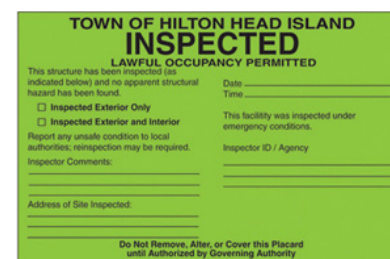 TOWN OF HILTON HEAD ISLAND
INSPECTED
LAWFUL OCCUPANCY PERMITTED
This structure has been inspected (as
indicated below) and no apparent structural
hazard has been found.
☐ Inspected Exterior Only
☐ Inspected Exterior and Interior
Report any unsafe condition to local
authorities; reinspection may be required.
Inspector Comments:
Address of Site Inspected:
Date
Time
This facility was inspected under
emergency conditions.
Inspector ID / Agency
Do Not Remove, Alter, or Cover this Placard
until Authorized by Governing Authority